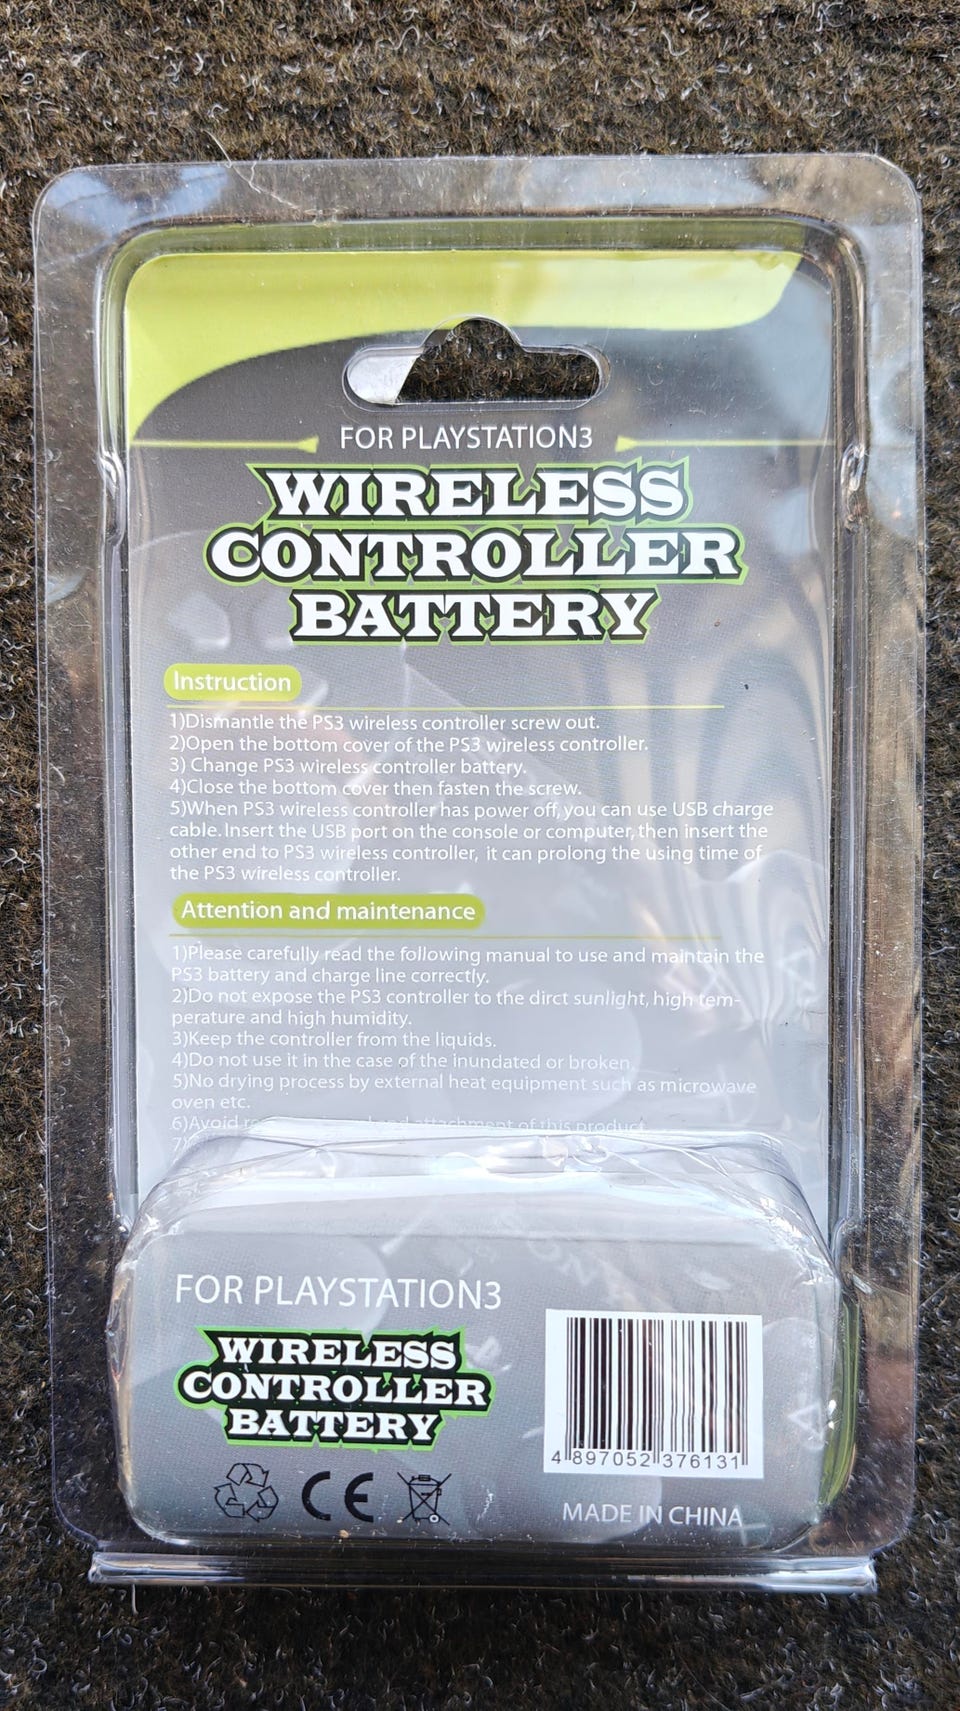 FOR PLAYSTATION3
WIRELESS
CONTROLLER
BATTERY
Instruction
1)Dismantle the PS3 wireless controller screw out.
2)Open the bottom cover of the PS3 wireless controller.
3) Change PS3 wireless controller battery.
4)Close the bottom cover then fasten the screw.
5)When PS3 wireless controller has power off, you can use USB charge
cable. Insert the USB port on the console or computer, then insert the
other end to PS3 wireless controller, it can prolong the using time of
the PS3 wireless controller.
Attention and maintenance
1)Please carefully read the following manual to use and maintain the
PS3 battery and charge line correctly.
2)Do not expose the PS3 controller to the dirct sunlight, high tem-
perature and high humidity.
3)Keep the controller from the liquids.
4)Do not use it in the case of the inundated or broken.
5)No drying process by external heat equipment such as microwave
oven etc.
6)Avoid attachment of this product
7)
FOR PLAYSTATION3
WIRELESS
CONTROLLER
BATTERY
CE
4 897052 376131
MADE IN CHINA